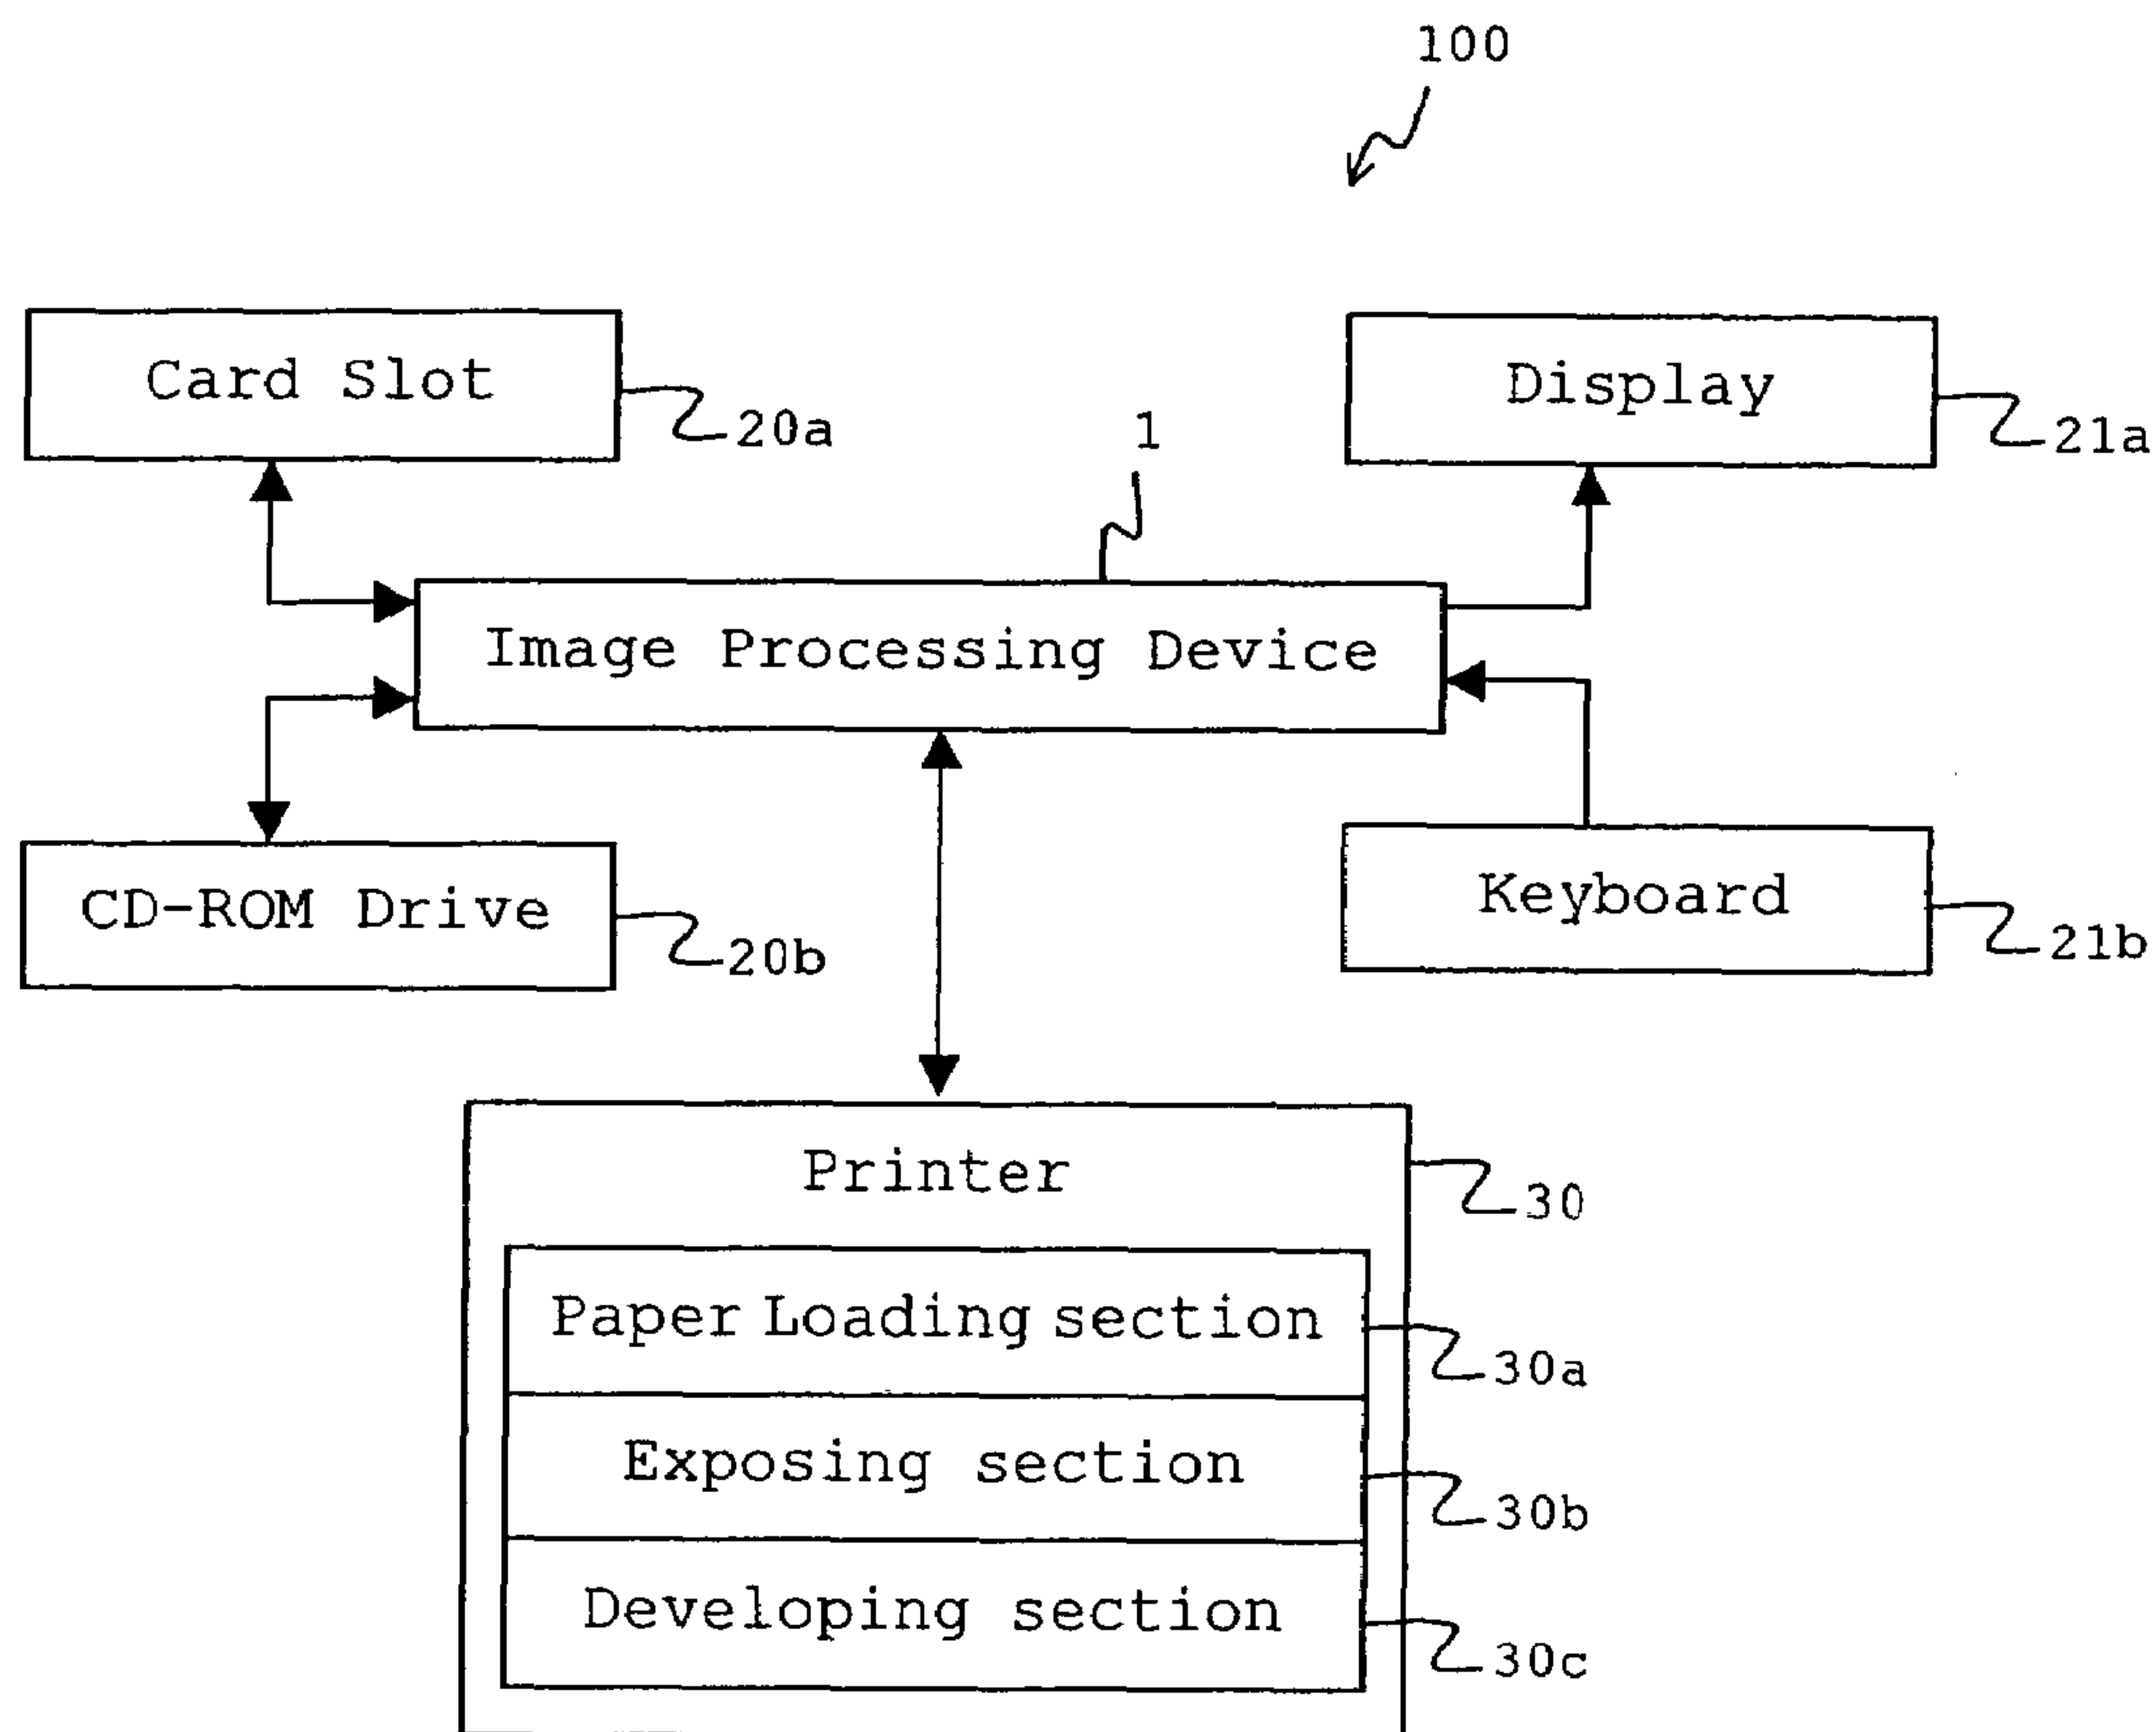 100
Card Slot
20a
Display
21a
1
Image Processing Device
CD-ROM Drive
20b
Keyboard
21b
Printer
30
Paper Loading section
30a
Exposing section
30b
Developing section
30c